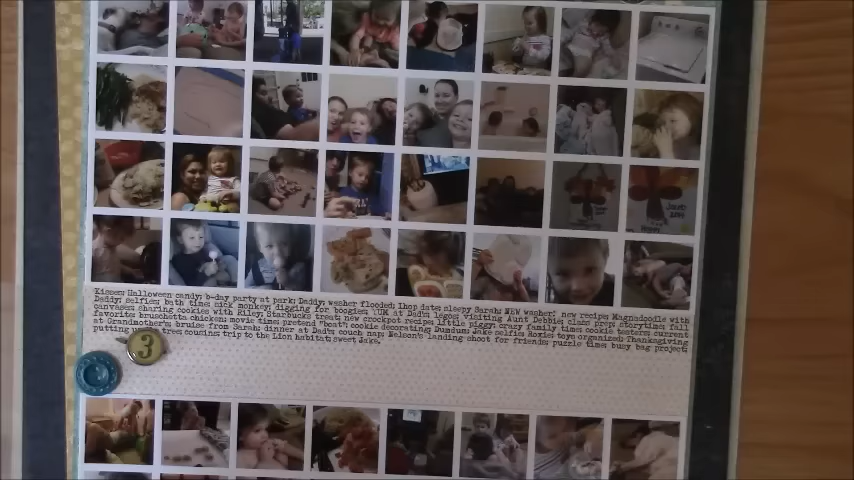 Kisses; Halloween candy; b-day party at park; Daddy; washer flooded; Ihop date; sleepy Sarah; NEW washer; new recipe; Magnadoodle with
Daddy; selfies; bath time; sick monkey; digging for boogies; YUM at Dad's; legos; visiting Aunt Debbie; class prep; storytime; fall
canvases; sharing cookies with Riley; Starbucks treat; new crockpot recipe; little piggy; crazy family time; cookie testers; current
favorite; bruschetta chicken; movie time; pretend "boat"; cookie decorating; Dumdum; Jake selfie; Roxie; toys organized; Thanksgiving
at Grandmother's; bruise from Sarah; dinner at Dad's; couch nap; Nelson's landing shoot for friends; puzzle time; busy bag project;
putting up tree; cousins; trip to the Lion habitat; sweet Jake.
3